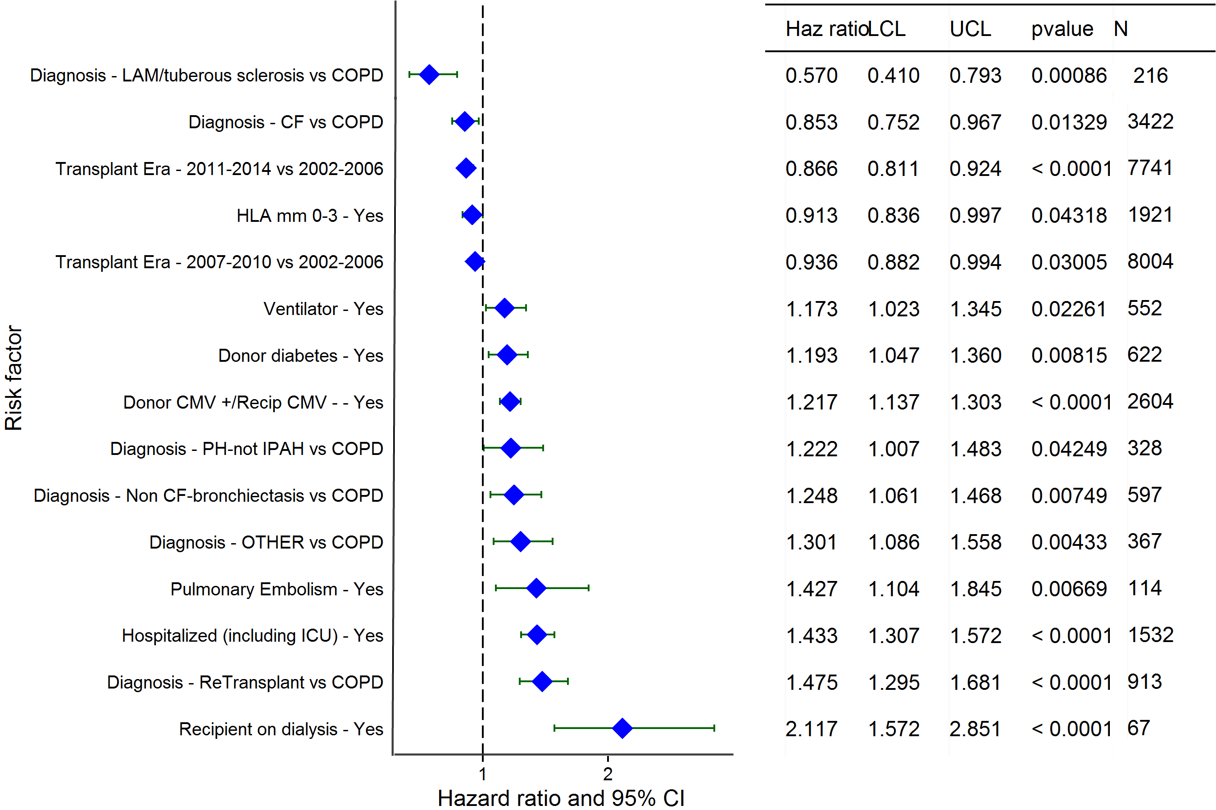 Haz ratio LCL UCL pvalue N
Diagnosis - LAM/tuberous sclerosis vs COPD 0.570 0.410 0.793 0.00086 216
Diagnosis - CF vs COPD 0.853 0.752 0.967 0.01329 3422
Transplant Era - 2011-2014 vs 2002-2006 0.866 0.811 0.924 < 0.0001 7741
HLA mm 0-3 - Yes 0.913 0.836 0.997 0.04318 1921
Transplant Era - 2007-2010 vs 2002-2006 0.936 0.882 0.994 0.03005 8004
Ventilator - Yes 1.173 1.023 1.345 0.02261 552
Donor diabetes - Yes 1.193 1.047 1.360 0.00815 622
Donor CMV +/Recip CMV - - Yes 1.217 1.137 1.303 < 0.0001 2604
Diagnosis - PH-not IPAH vs COPD 1.222 1.007 1.483 0.04249 328
Diagnosis - Non CF-bronchiectasis vs COPD 1.248 1.061 1.468 0.00749 597
Diagnosis - OTHER vs COPD 1.301 1.086 1.558 0.00433 367
Pulmonary Embolism - Yes 1.427 1.104 1.845 0.00669 114
Hospitalized (including ICU) - Yes 1.433 1.307 1.572 < 0.0001 1532
Diagnosis - ReTransplant vs COPD 1.475 1.295 1.681 < 0.0001 913
Recipient on dialysis - Yes 2.117 1.572 2.851 < 0.0001 67
Risk factor
1 2
Hazard ratio and 95% CI